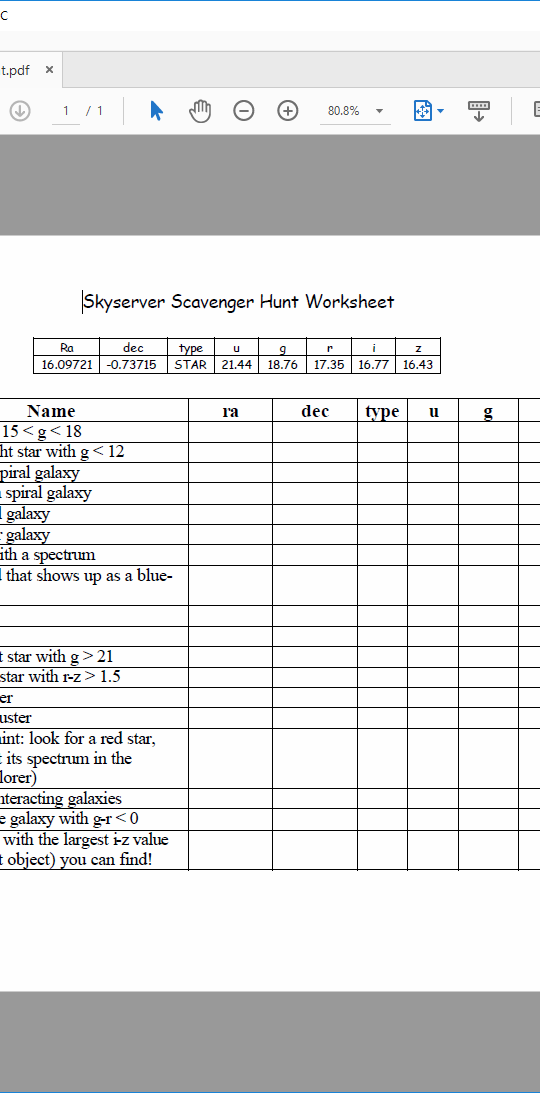 C
t.pdf ×
1 / 1 80.8%
Skyserver Scavenger Hunt Worksheet
Ra dec type u g r i z
16.09721 -0.73715 STAR 21.44 18.76 17.35 16.77 16.43
Name ra dec type u g
15 < g < 18
ht star with g < 12
piral galaxy
spiral galaxy
l galaxy
r galaxy
ith a spectrum
l that shows up as a blue-
t star with g > 21
star with r-z > 1.5
er
uster
int: look for a red star,
t its spectrum in the
lorer)
nteracting galaxies
e galaxy with g-r < 0
with the largest i-z value
t object) you can find!